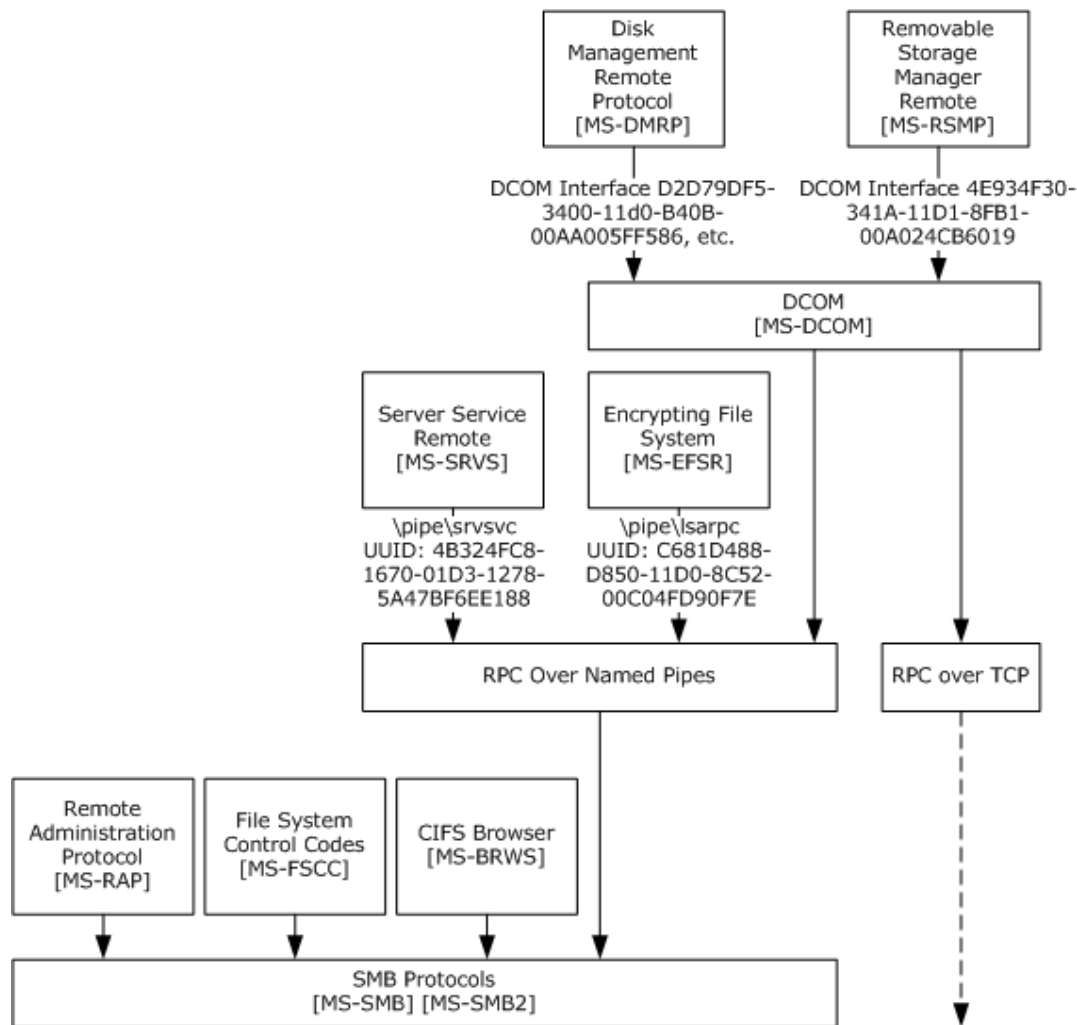 Disk
Management
Remote
Protocol
[MS-DMRP]
Removable
Storage
Manager
Remote
[MS-RSMP]
DCOM Interface D2D79DF5-
3400-11d0-B40B-
00AA005FF586, etc.
DCOM Interface 4E934F30-
341A-11D1-8FB1-
00A024CB6019
DCOM
[MS-DCOM]
Server Service
Remote
[MS-SRVS]
Encrypting File
System
[MS-EFSR]
\pipe\srvsvc
UUID: 4B324FC8-
1670-01D3-1278-
5A47BF6EE188
\pipe\lsarpc
UUID: C681D488-
D850-11D0-8C52-
00C04FD90F7E
RPC Over Named Pipes
RPC over TCP
Remote
Administration
Protocol
[MS-RAP]
File System
Control Codes
[MS-FSCC]
CIFS Browser
[MS-BRWS]
SMB Protocols
[MS-SMB] [MS-SMB2]